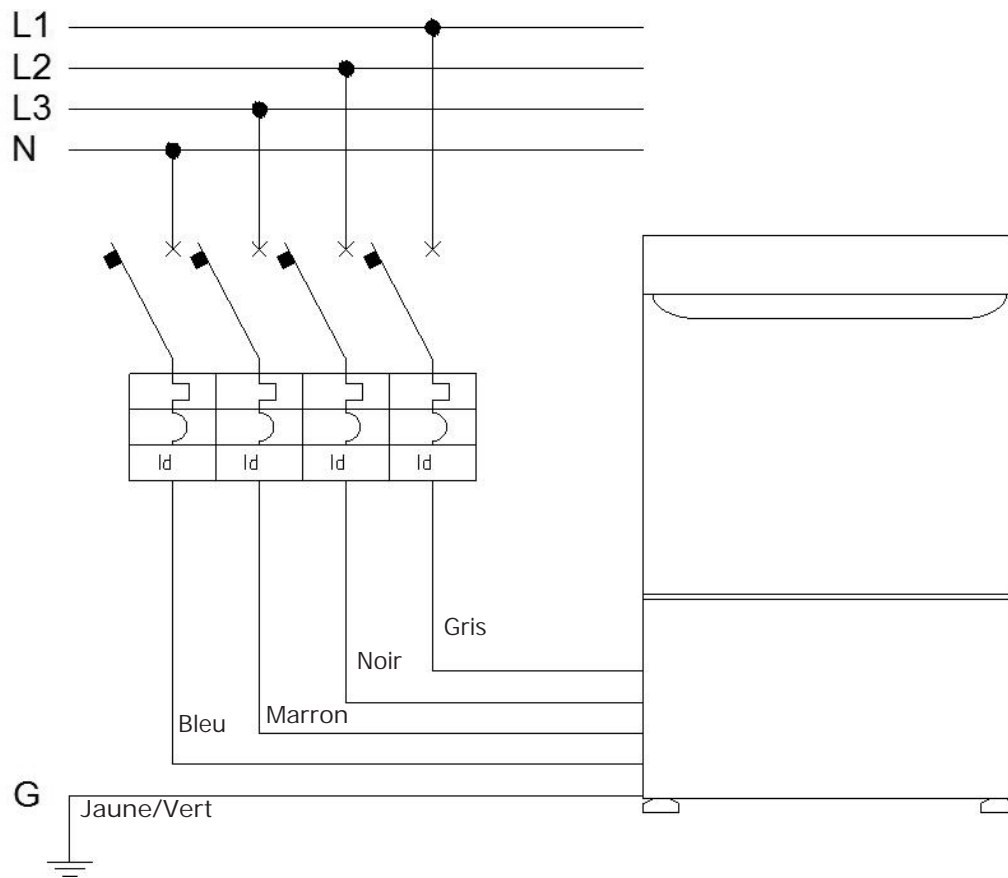 L1
L2
L3
N
Id Id Id Id
Gris
Noir
Marron
Bleu
G
Jaune/Vert